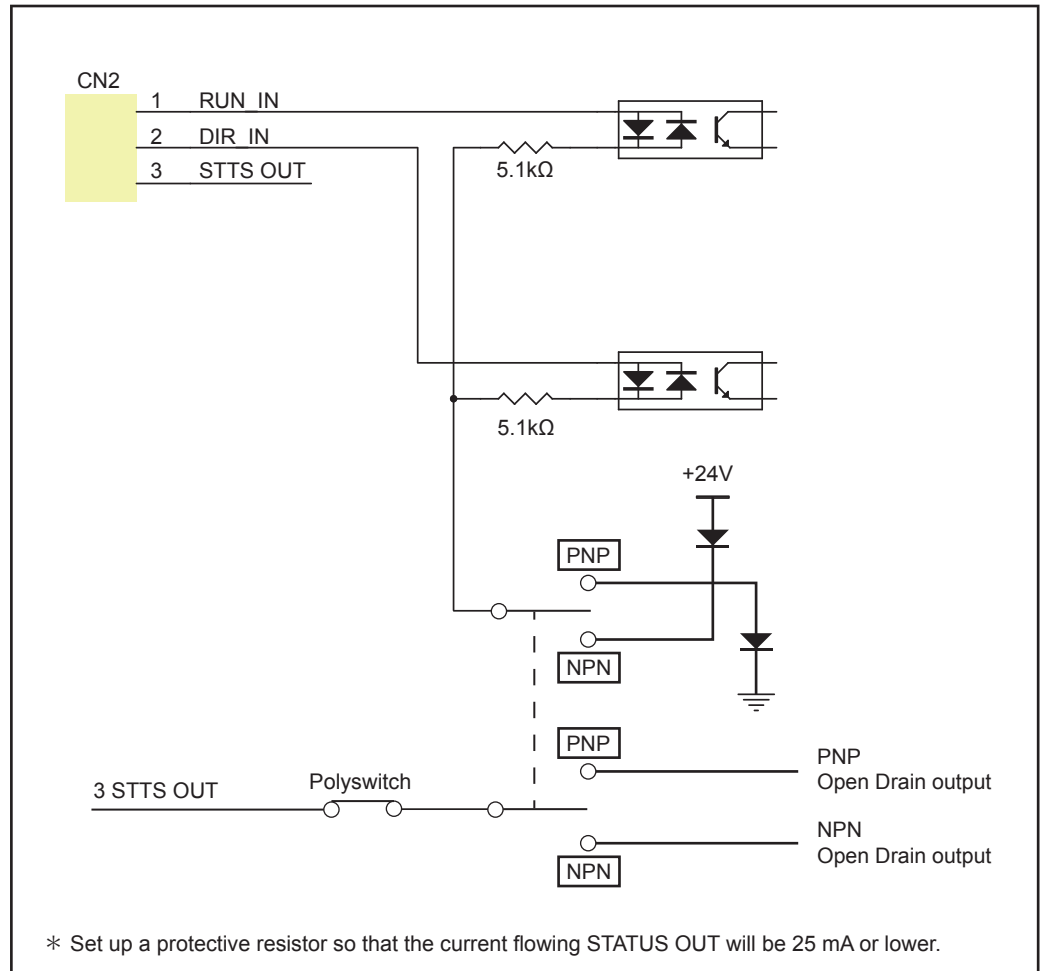 CN2
1 RUN_IN
2 DIR_IN
3 STTS OUT
5.1kΩ
5.1kΩ
+24V
PNP
NPN
PNP
PNP
Open Drain output
3 STTS OUT
Polyswitch
NPN
Open Drain output
NPN
＊ Set up a protective resistor so that the current flowing STATUS OUT will be 25 mA or lower.